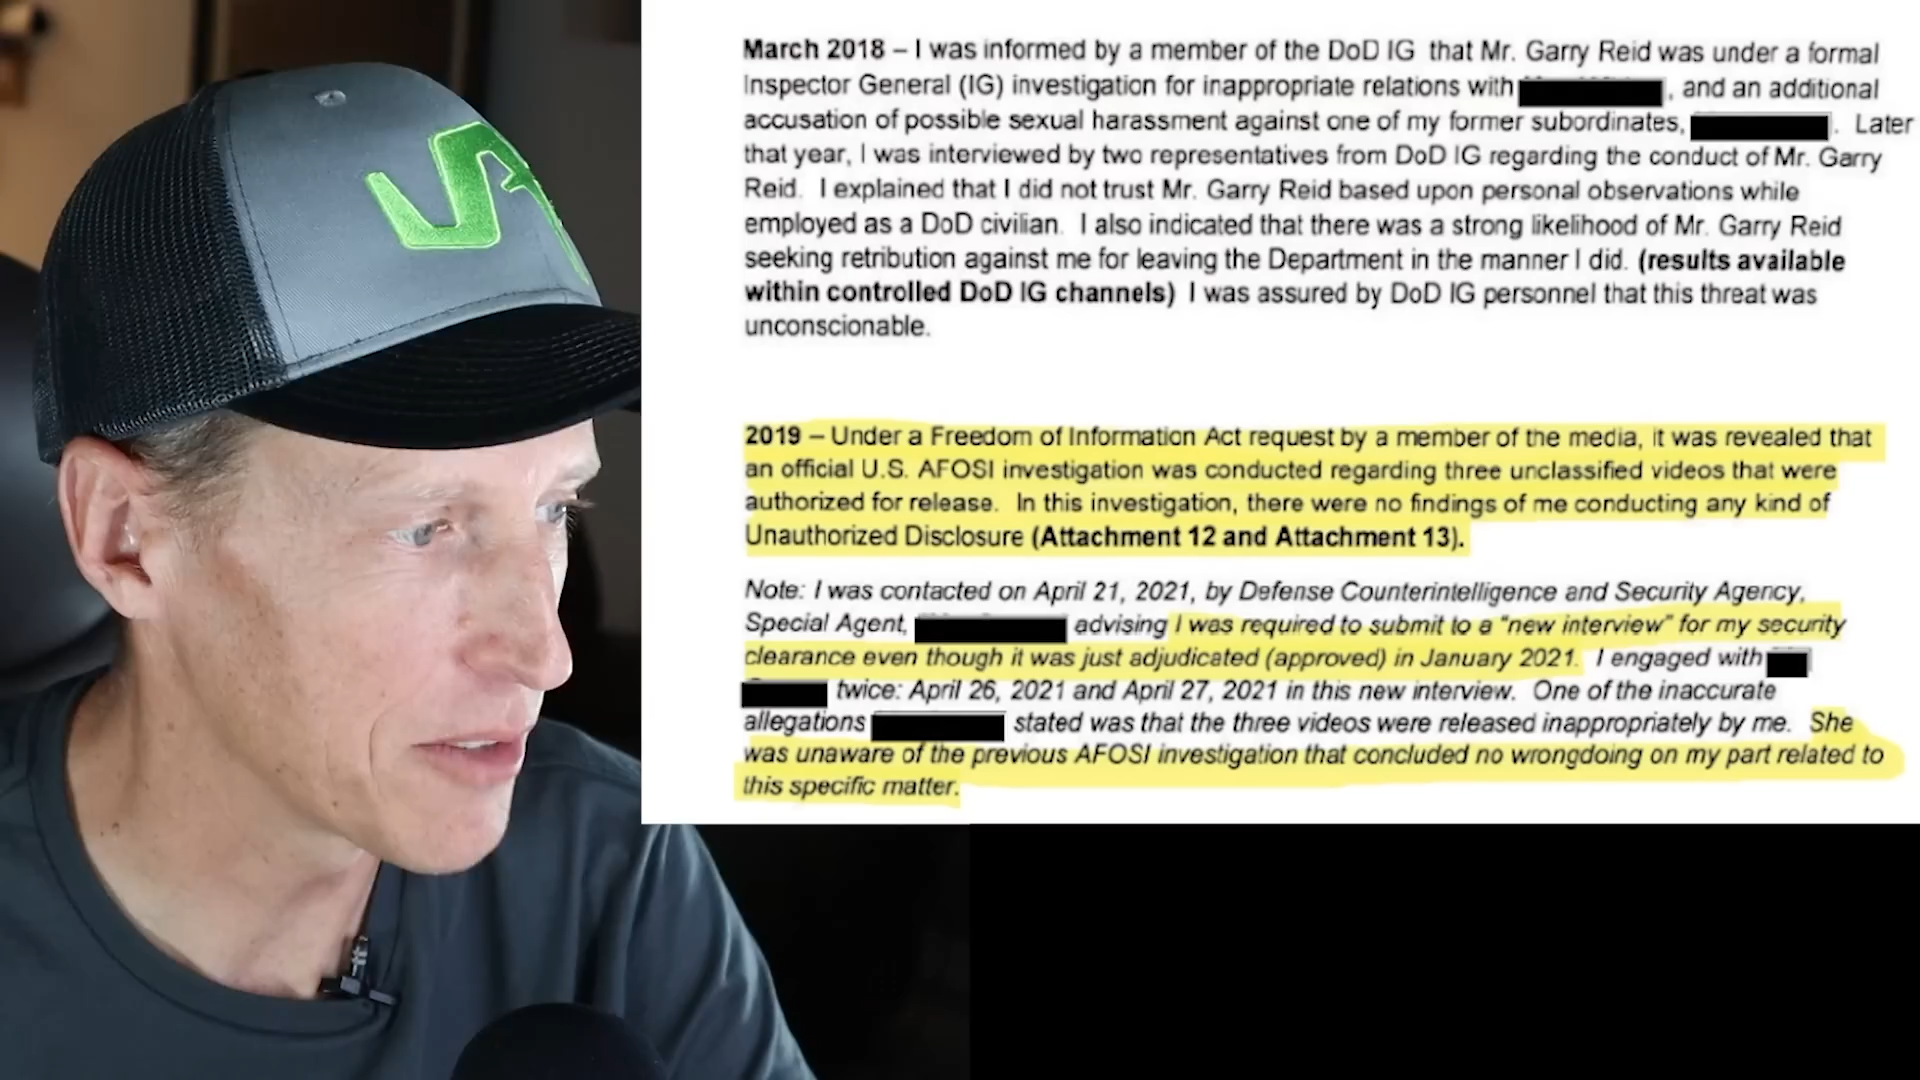 March 2018 – I was informed by a member of the DoD IG that Mr. Garry Reid was under a formal
Inspector General (IG) investigation for inappropriate relations with , and an additional
accusation of possible sexual harassment against one of my former subordinates, . Later
that year, I was interviewed by two representatives from DoD IG regarding the conduct of Mr. Garry
Reid. I explained that I did not trust Mr. Garry Reid based upon personal observations while
employed as a DoD civilian. I also indicated that there was a strong likelihood of Mr. Garry Reid
seeking retribution against me for leaving the Department in the manner I did. (results available
within controlled DoD IG channels) I was assured by DoD IG personnel that this threat was
unconscionable.
2019 – Under a Freedom of Information Act request by a member of the media, it was revealed that
an official U.S. AFOSI investigation was conducted regarding three unclassified videos that were
authorized for release. In this investigation, there were no findings of me conducting any kind of
Unauthorized Disclosure (Attachment 12 and Attachment 13).
Note: I was contacted on April 21, 2021, by Defense Counterintelligence and Security Agency,
Special Agent, advising I was required to submit to a "new interview" for my security
clearance even though it was just adjudicated (approved) in January 2021. I engaged with
twice: April 26, 2021 and April 27, 2021 in this new interview. One of the inaccurate
allegations stated was that the three videos were released inappropriately by me. She
was unaware of the previous AFOSI investigation that concluded no wrongdoing on my part related to
this specific matter.